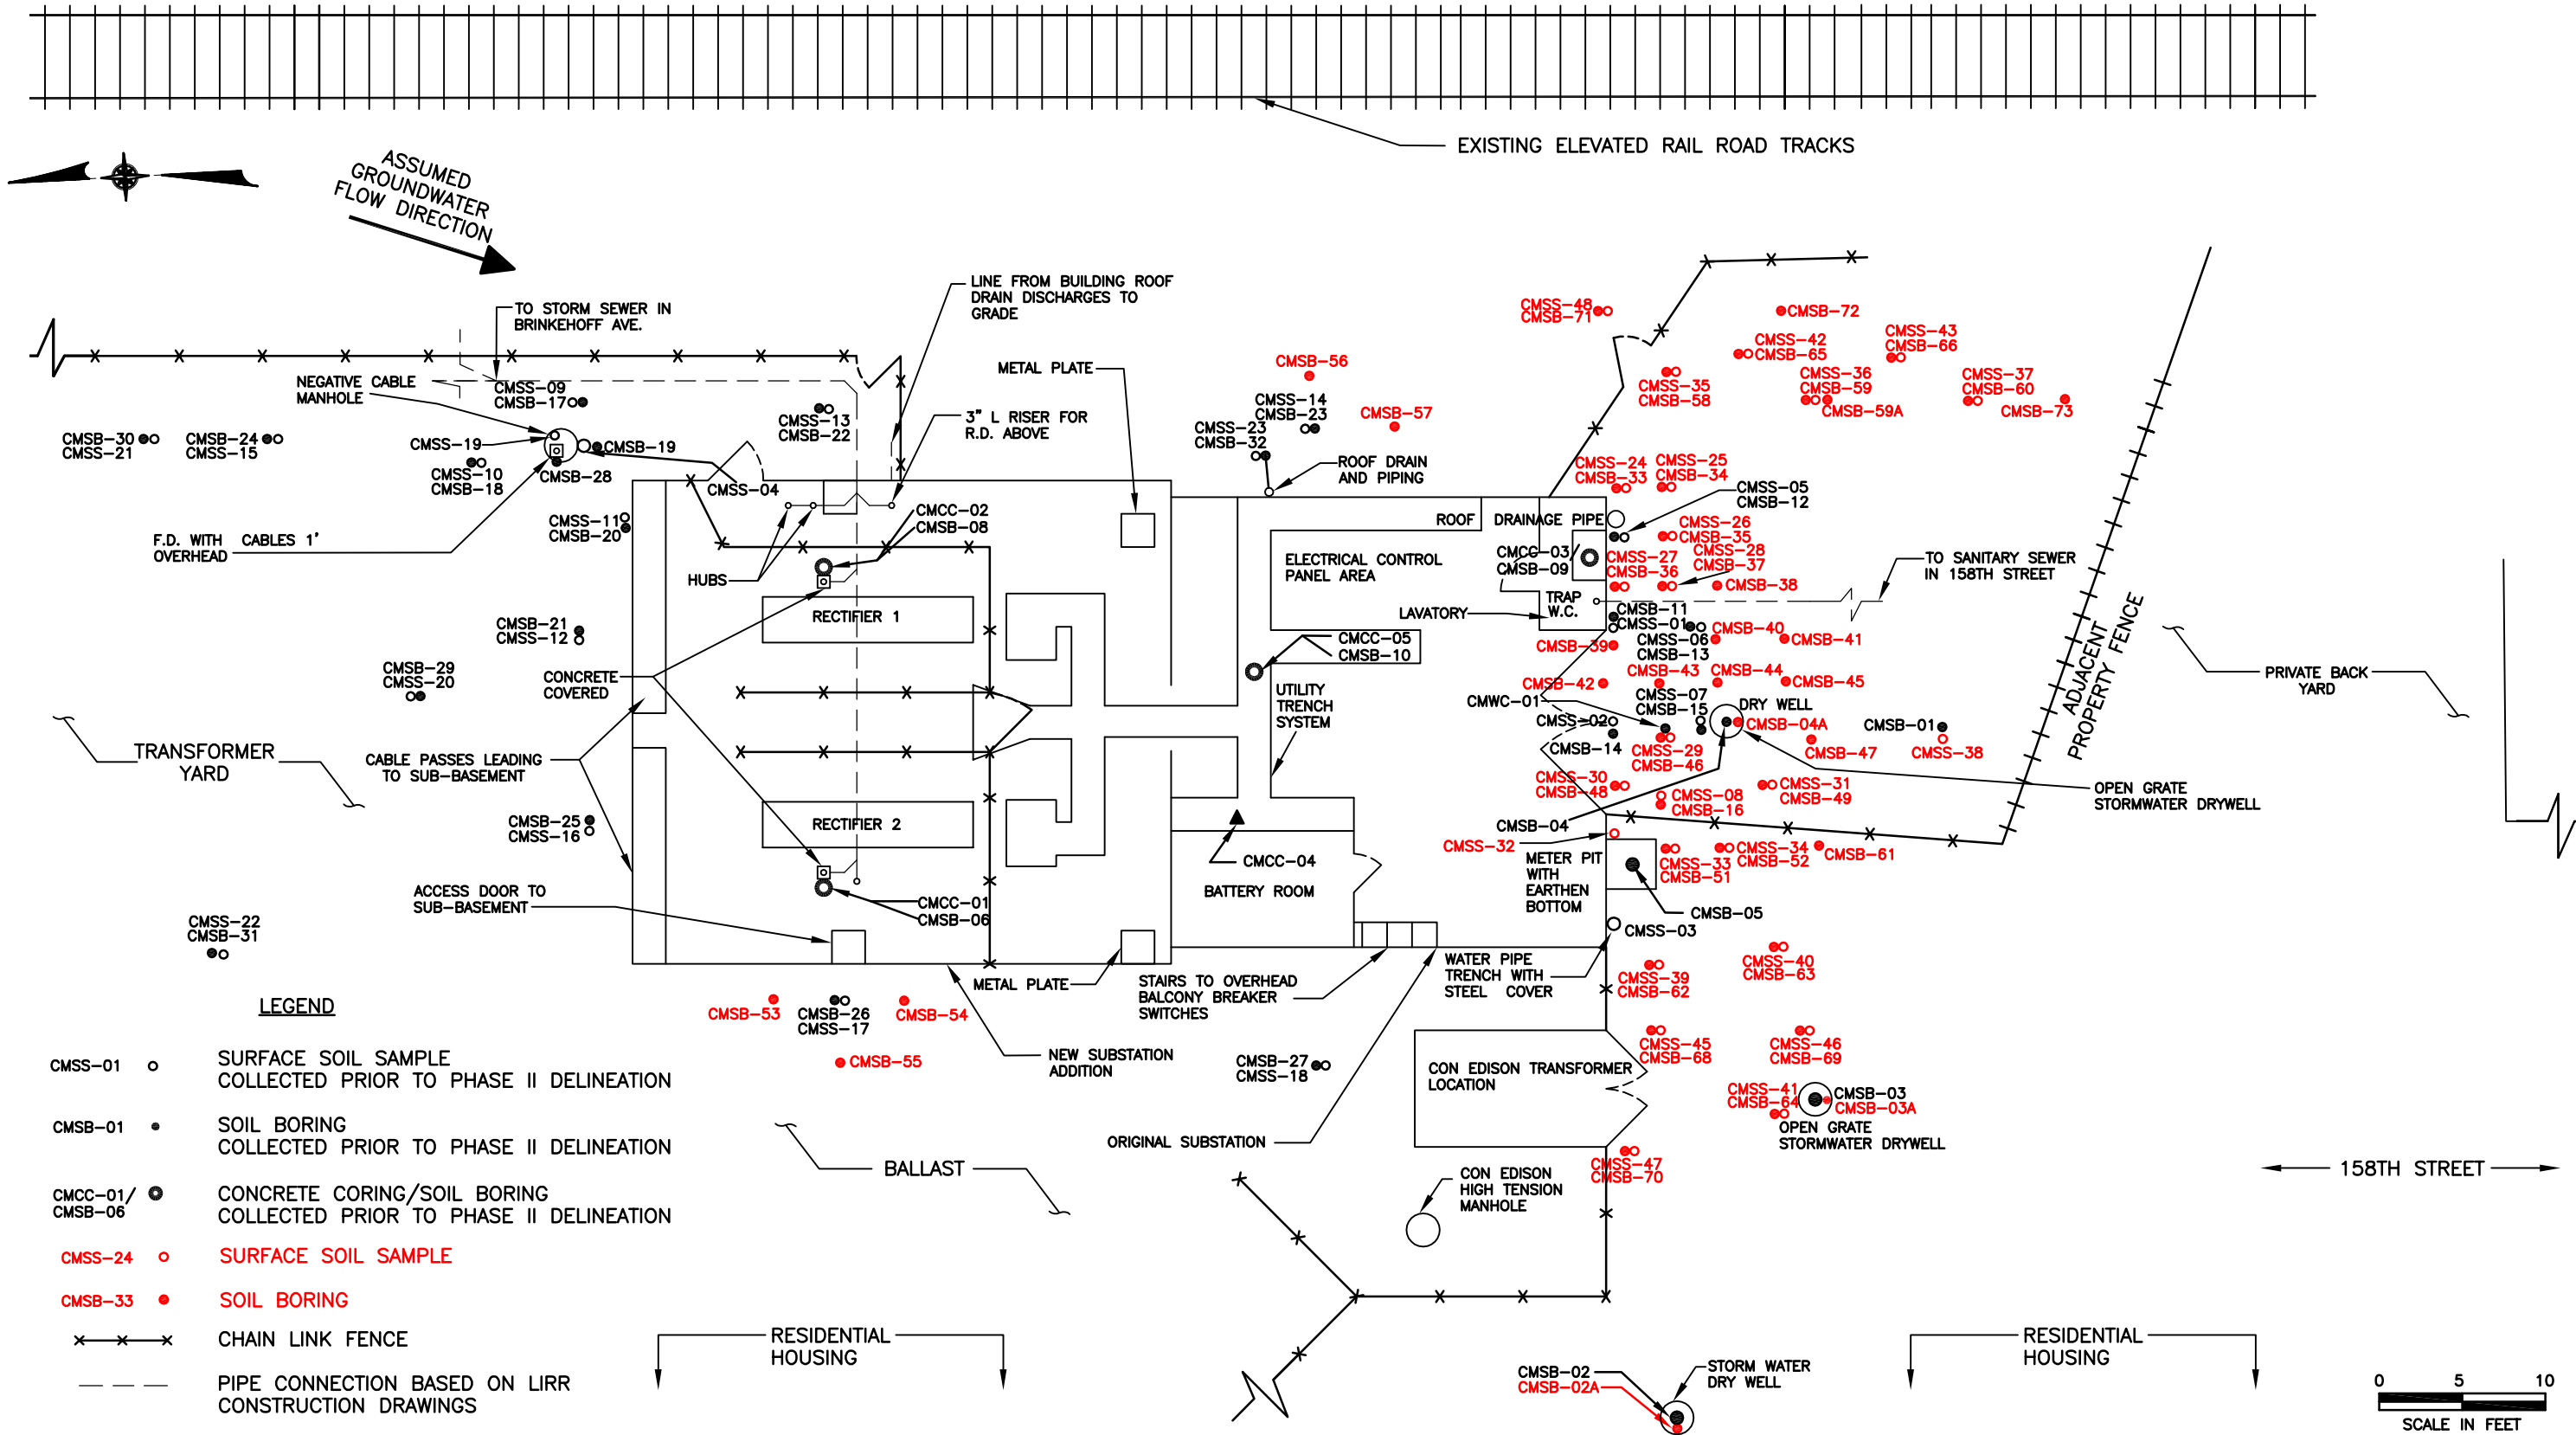 EXISTING ELEVATED RAIL ROAD TRACKS
ASSUMED
GROUNDWATER
FLOW DIRECTION
LINE FROM BUILDING ROOF
DRAIN DISCHARGES TO
GRADE
TO STORM SEWER IN
BRINKEHOFF AVE.
NEGATIVE CABLE
MANHOLE
CMSS-09
CMSB-17
METAL PLATE
3" L RISER FOR
R.D. ABOVE
CMSS-13
CMSB-22
CMSB-30
CMSS-21
CMSB-24
CMSS-15
CMSS-19
CMSB-19
CMSS-10
CMSB-18
CMSB-28
CMSS-04
CMSS-11
CMSB-20
F.D. WITH CABLES 1'
OVERHEAD
HUBS
CMCC-02
CMSB-08
RECTIFIER 1
CMSB-21
CMSS-12
CMSB-29
CMSS-20
CONCRETE
COVERED
TRANSFORMER
YARD
CABLE PASSES LEADING
TO SUB-BASEMENT
CMSB-25
CMSS-16
RECTIFIER 2
ACCESS DOOR TO
SUB-BASEMENT
CMCC-01
CMSB-06
CMSS-22
CMSB-31
METAL PLATE
CMSB-53
CMSB-26
CMSS-17
CMSB-54
CMSB-55
NEW SUBSTATION
ADDITION
BALLAST
CMSB-56
CMSS-14
CMSB-23
CMSB-57
CMSS-23
CMSB-32
ROOF DRAIN
AND PIPING
ROOF DRAINAGE PIPE
ELECTRICAL CONTROL
PANEL AREA
CMCC-03/
CMSB-09
TRAP
W.C.
LAVATORY
CMCC-05
CMSB-10
UTILITY
TRENCH
SYSTEM
CMCC-04
BATTERY ROOM
STAIRS TO OVERHEAD
BALCONY BREAKER
SWITCHES
ORIGINAL SUBSTATION
CMSB-27
CMSS-18
CMSS-48
CMSB-71
CMSB-72
CMSS-42
CMSB-65
CMSS-43
CMSB-66
CMSS-35
CMSB-58
CMSS-36
CMSB-59
CMSB-59A
CMSS-37
CMSB-60
CMSB-73
CMSS-24
CMSB-33
CMSS-25
CMSB-34
CMSS-05
CMSB-12
CMSS-26
CMSB-35
CMSS-27
CMSB-36
CMSS-28
CMSB-37
CMSB-38
TO SANITARY SEWER
IN 158TH STREET
CMSB-11
CMSS-01
CMSS-06
CMSB-13
CMSB-39
CMSB-40
CMSB-41
CMSB-42
CMSB-43
CMSB-44
CMSB-45
CMWC-01
CMSS-07
CMSB-15
DRY WELL
CMSS-02
CMSB-14
CMSB-04A
CMSB-01
CMSS-29
CMSB-46
CMSB-47
CMSS-38
CMSS-30
CMSB-48
CMSS-31
CMSB-49
CMSS-08
CMSB-16
CMSB-04
OPEN GRATE
STORMWATER DRYWELL
ADJACENT
PROPERTY FENCE
PRIVATE BACK
YARD
CMSS-32
METER PIT
WITH
EARTHEN
BOTTOM
CMSS-33
CMSB-51
CMSS-34
CMSB-52
CMSB-61
CMSB-05
CMSS-03
WATER PIPE
TRENCH WITH
STEEL COVER
CMSS-39
CMSB-62
CMSS-40
CMSB-63
CON EDISON TRANSFORMER
LOCATION
CMSS-45
CMSB-68
CMSS-46
CMSB-69
CMSS-41
CMSB-64
CMSB-03
CMSB-03A
OPEN GRATE
STORMWATER DRYWELL
CMSS-47
CMSB-70
CON EDISON
HIGH TENSION
MANHOLE
158TH STREET
LEGEND
CMSS-01
SURFACE SOIL SAMPLE
COLLECTED PRIOR TO PHASE II DELINEATION
CMSB-01
SOIL BORING
COLLECTED PRIOR TO PHASE II DELINEATION
CMCC-01/
CMSB-06
CONCRETE CORING/SOIL BORING
COLLECTED PRIOR TO PHASE II DELINEATION
CMSS-24
SURFACE SOIL SAMPLE
CMSB-33
SOIL BORING
CHAIN LINK FENCE
PIPE CONNECTION BASED ON LIRR
CONSTRUCTION DRAWINGS
RESIDENTIAL
HOUSING
CMSB-02
CMSB-02A
STORM WATER
DRY WELL
RESIDENTIAL
HOUSING
0 5 10
SCALE IN FEET